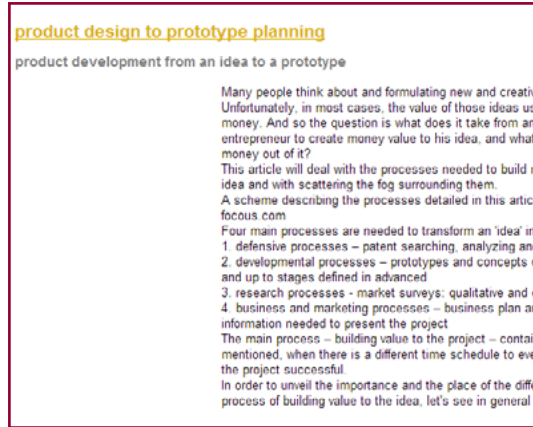 product design to prototype planning
product development from an idea to a prototype
Many people think about and formulating new and
Unfortunately, in most cases, the value of those ideas
money. And so the question is what does it take from
entrepreneur to create money value to his idea, and
money out of it?
This article will deal with the processes needed to build
idea and with scattering the fog surrounding them.
A scheme describing the processes detailed in this
focous.com
Four main processes are needed to transform an 'idea'
1. defensive processes – patent searching, analyzing
2. developmental processes – prototypes and concepts
and up to stages defined in advanced
3. research processes - market surveys: qualitative and
4. business and marketing processes – business plan
information needed to present the project
The main process – building value to the project –
mentioned, when there is a different time schedule to
the project successful.
In order to unveil the importance and the place of the
process of building value to the idea, let's see in general